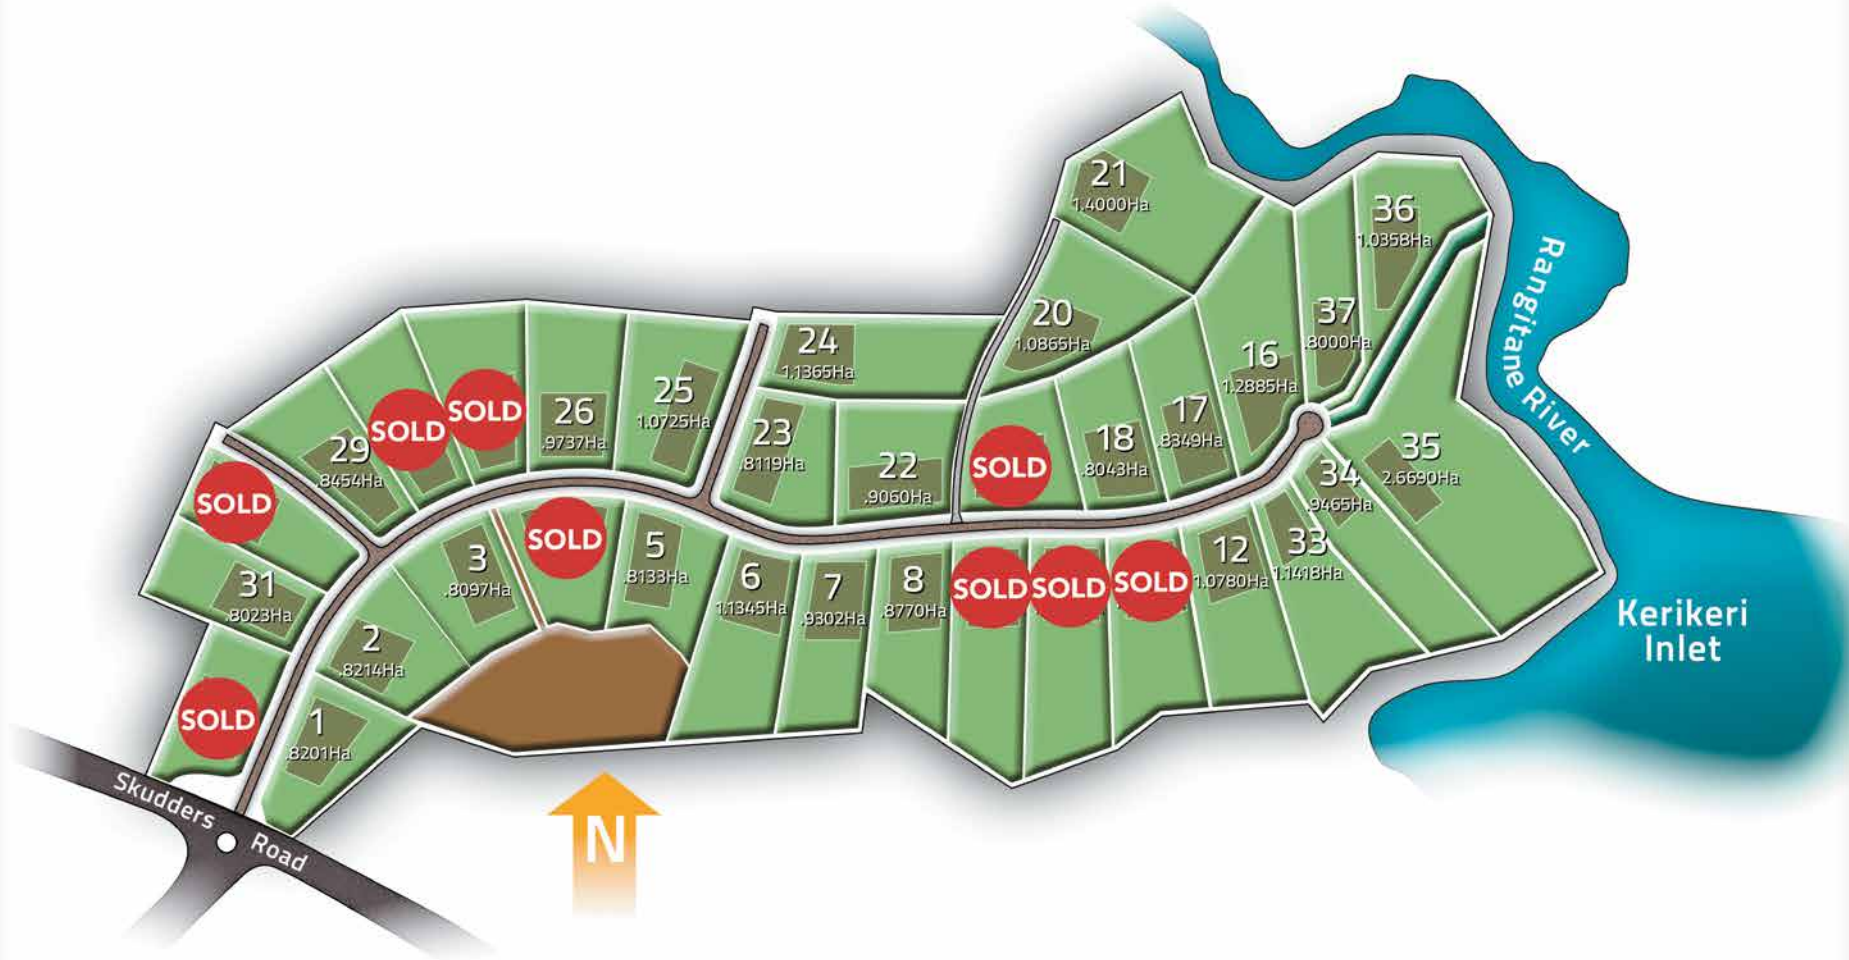 21
1.4000Ha
36
1.0358Ha
Rangitane River
20
1.0865Ha
37
.8000Ha
24
1.1365Ha
16
1.2885Ha
25
1.0725Ha
26
.9737Ha
SOLD
SOLD
29
.8454Ha
23
.8119Ha
22
.9060Ha
SOLD
18
.8043Ha
17
.8349Ha
34
.9465Ha
35
2.6690Ha
SOLD
31
.8023Ha
3
.8097Ha
SOLD
5
.8133Ha
6
1.1345Ha
7
.9302Ha
8
.8770Ha
SOLD
SOLD
SOLD
12
1.0780Ha
33
1.1418Ha
2
.8214Ha
SOLD
1
.8201Ha
Kerikeri
Inlet
Skudders Road
N